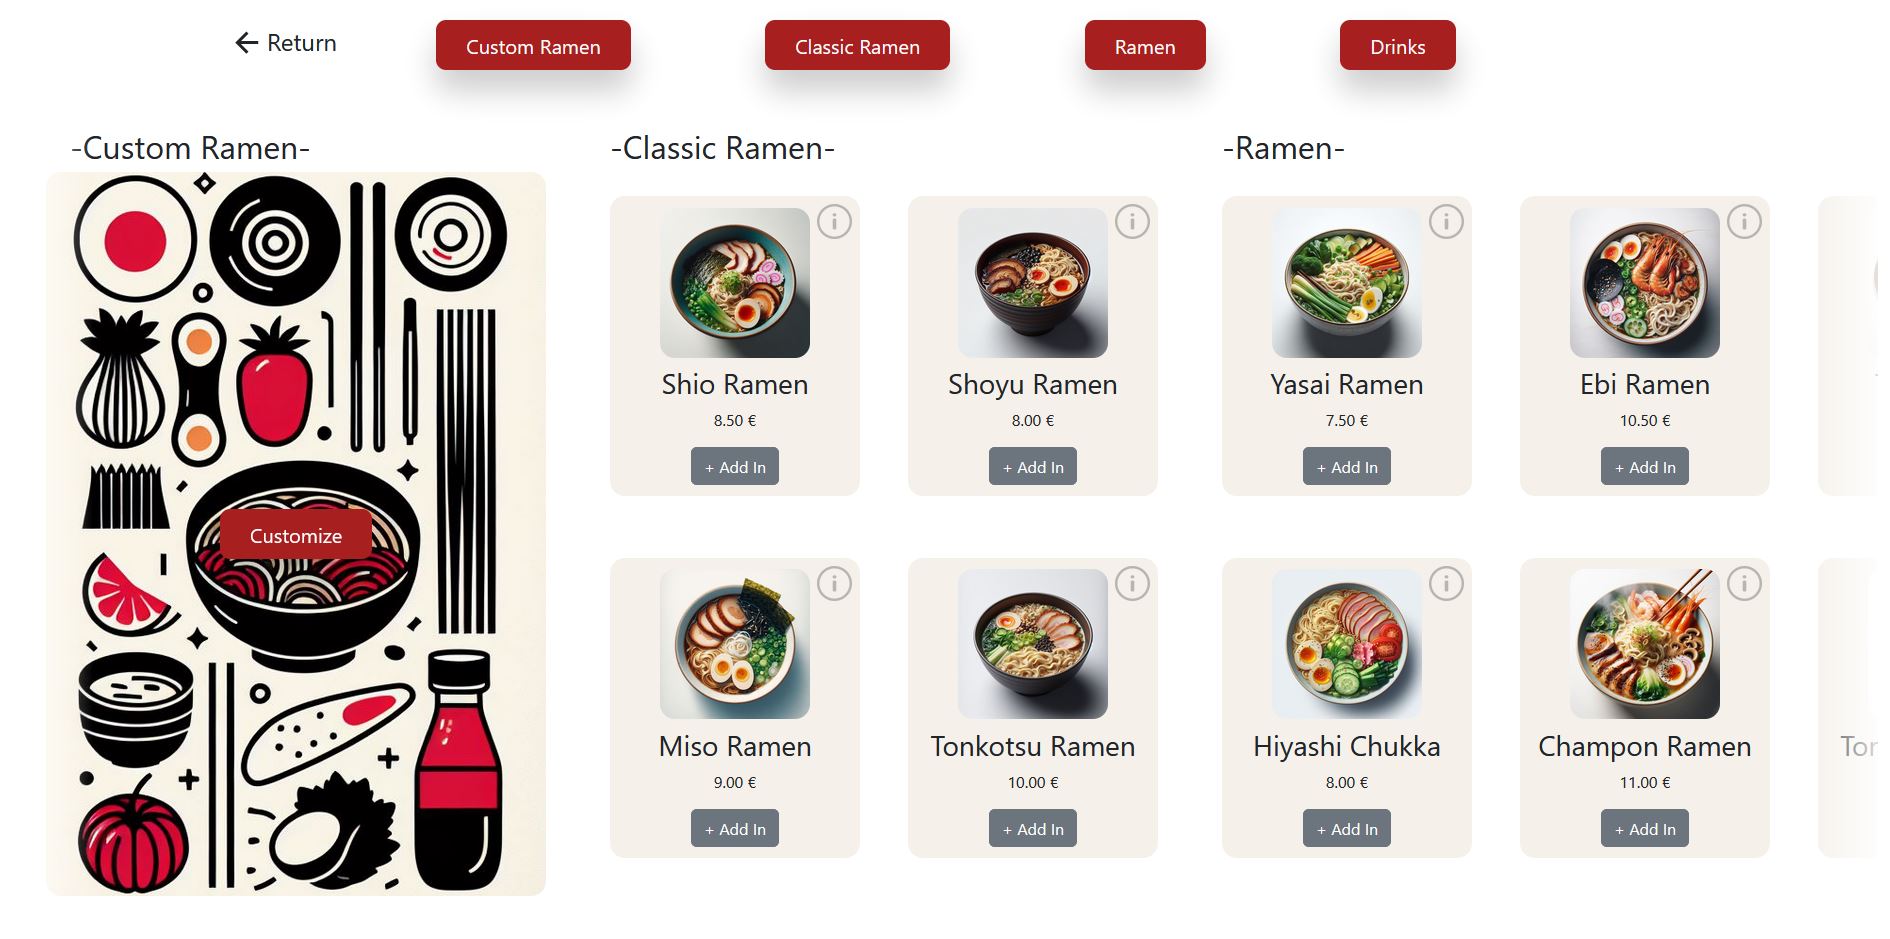 ← Return
Custom Ramen
Classic Ramen
Ramen
Drinks
-Custom Ramen-
Customize
-Classic Ramen-
Shio Ramen
8.50 €
+ Add In
Shoyu Ramen
8.00 €
+ Add In
Miso Ramen
9.00 €
+ Add In
Tonkotsu Ramen
10.00 €
+ Add In
-Ramen-
Yasai Ramen
7.50 €
+ Add In
Ebi Ramen
10.50 €
+ Add In
Hiyashi Chukka
8.00 €
+ Add In
Champon Ramen
11.00 €
+ Add In